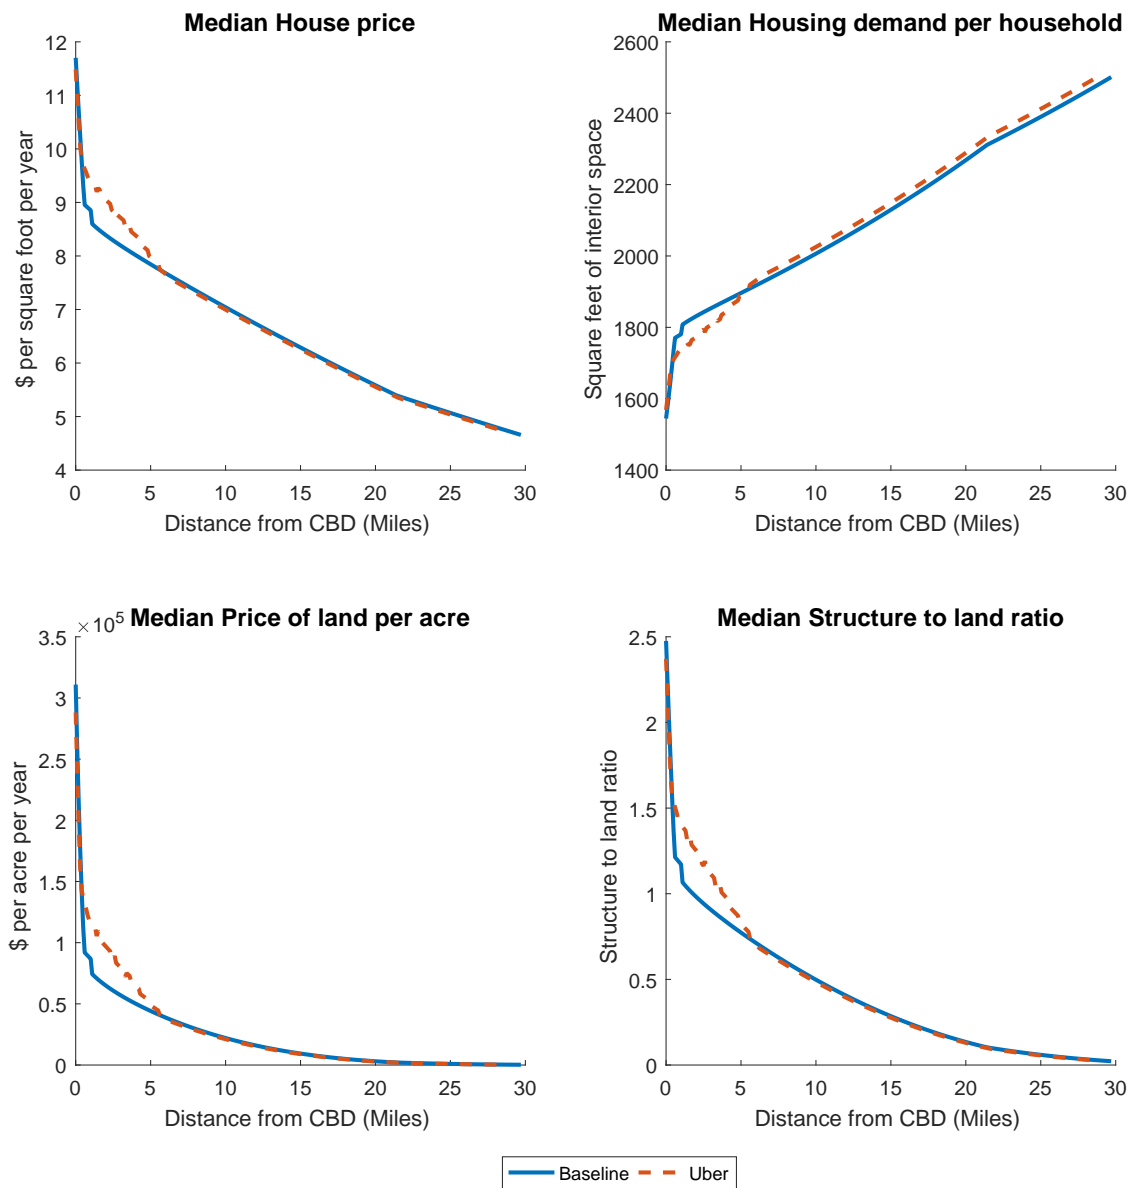 Median House price
$ per square foot per year
12
11
10
9
8
7
6
5
4
0 5 10 15 20 25 30
Distance from CBD (Miles)
Median Housing demand per household
Square feet of interior space
2600
2400
2200
2000
1800
1600
1400
0 5 10 15 20 25 30
Distance from CBD (Miles)
Median Price of land per acre
×10^5
$ per acre per year
3.5
3
2.5
2
1.5
1
0.5
0
0 5 10 15 20 25 30
Distance from CBD (Miles)
Median Structure to land ratio
Structure to land ratio
2.5
2
1.5
1
0.5
0
0 5 10 15 20 25 30
Distance from CBD (Miles)
Baseline Uber